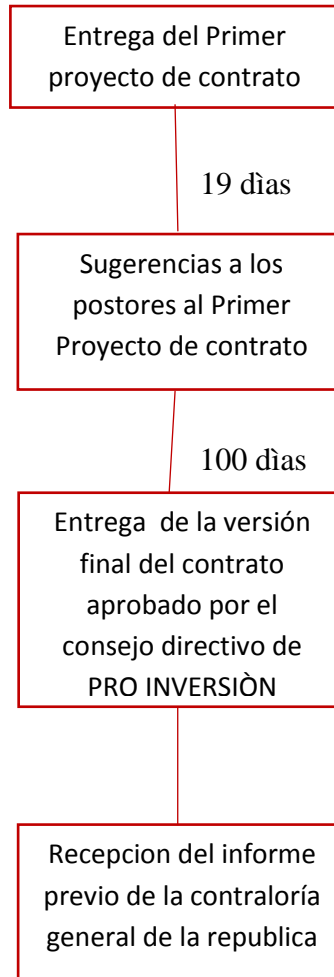 Entrega del Primer
proyecto de contrato
19 dìas
Sugerencias a los
postores al Primer
Proyecto de contrato
100 dìas
Entrega de la versión
final del contrato
aprobado por el
consejo directivo de
PRO INVERSIÒN
Recepcion del informe
previo de la contraloría
general de la republica